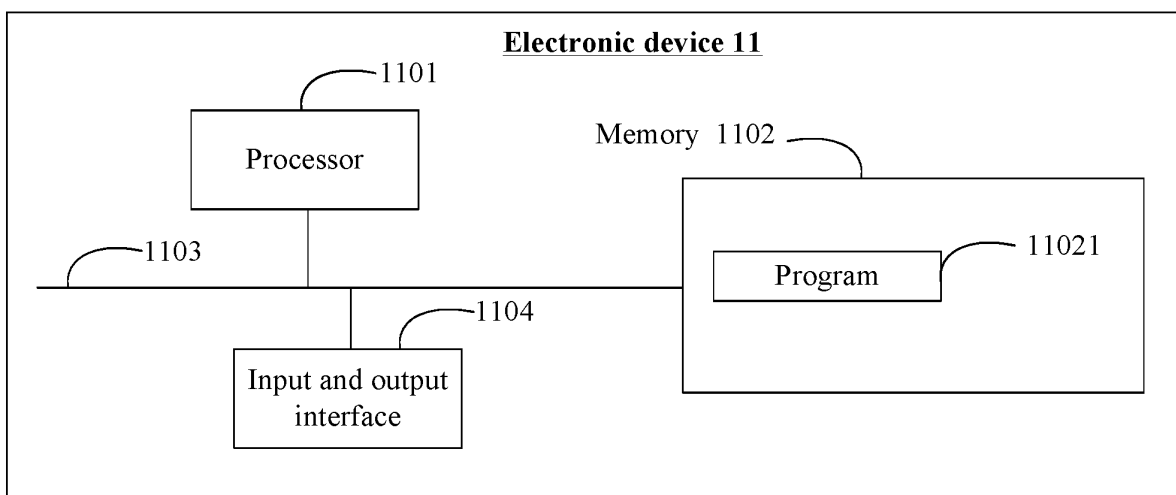 Electronic device 11
1101
Processor
Memory 1102
1103
11021
Program
1104
Input and output
interface